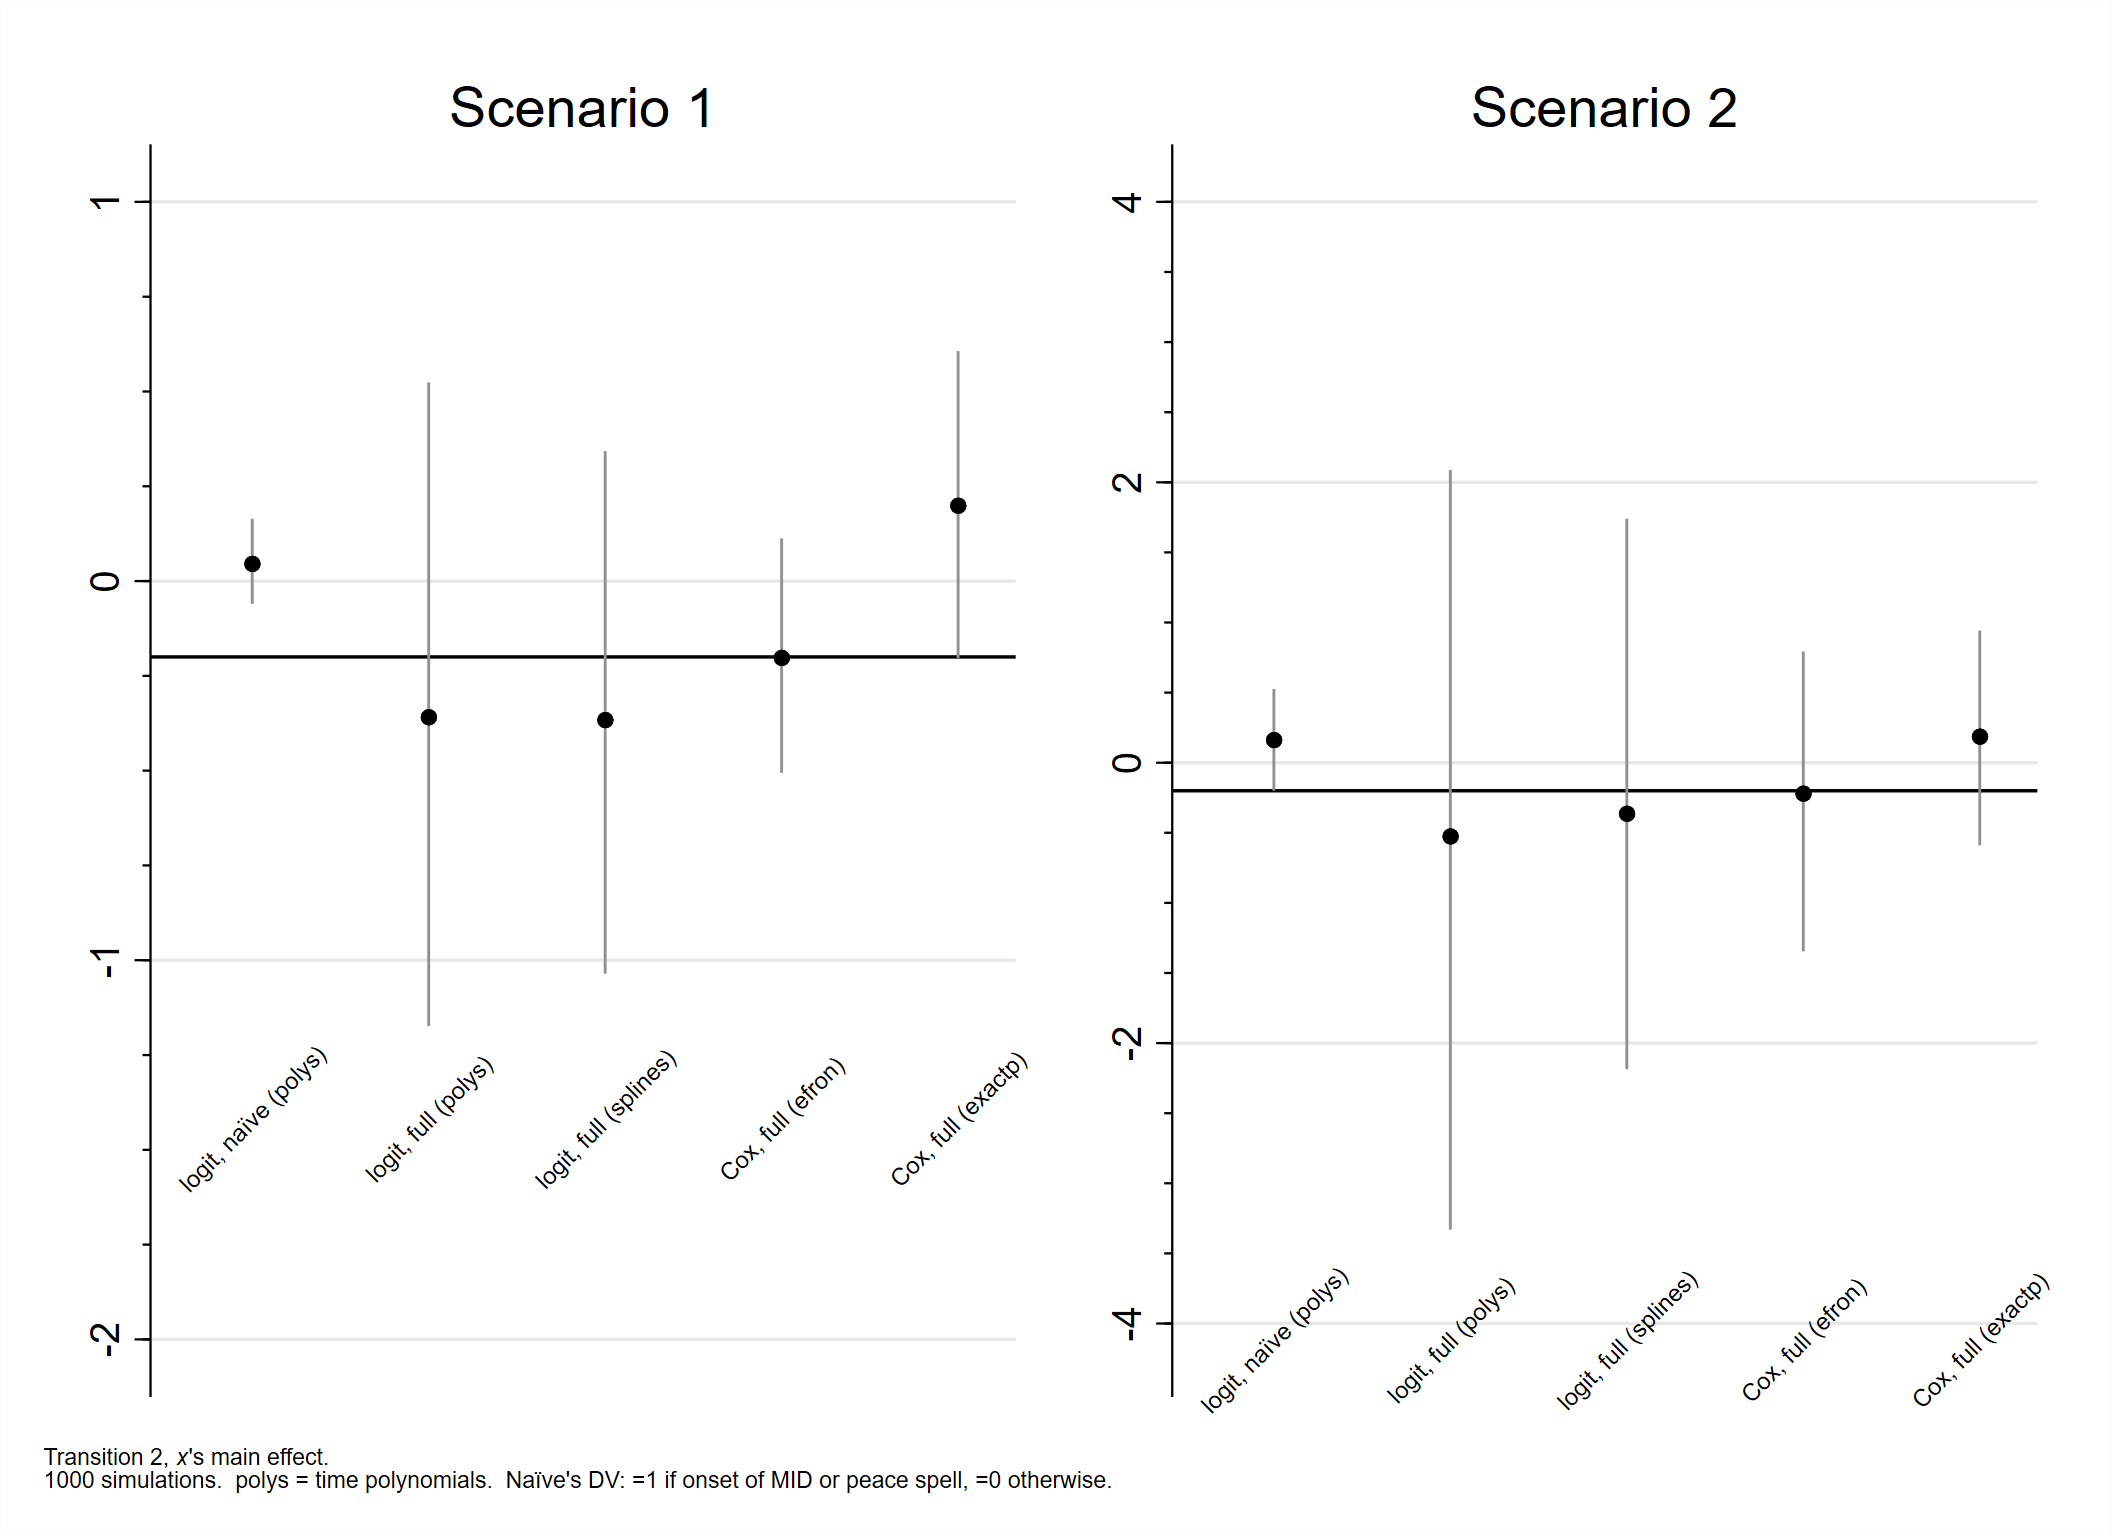 Scenario 1
1
0
-1
-2
logit, naïve (polys)
logit, full (polys)
logit, full (splines)
Cox, full (efron)
Cox, full (exactp)
Scenario 2
4
2
0
-2
-4
logit, naïve (polys)
logit, full (polys)
logit, full (splines)
Cox, full (efron)
Cox, full (exactp)
Transition 2, x's main effect.
1000 simulations.  polys = time polynomials.  Naïve's DV: =1 if onset of MID or peace spell, =0 otherwise.